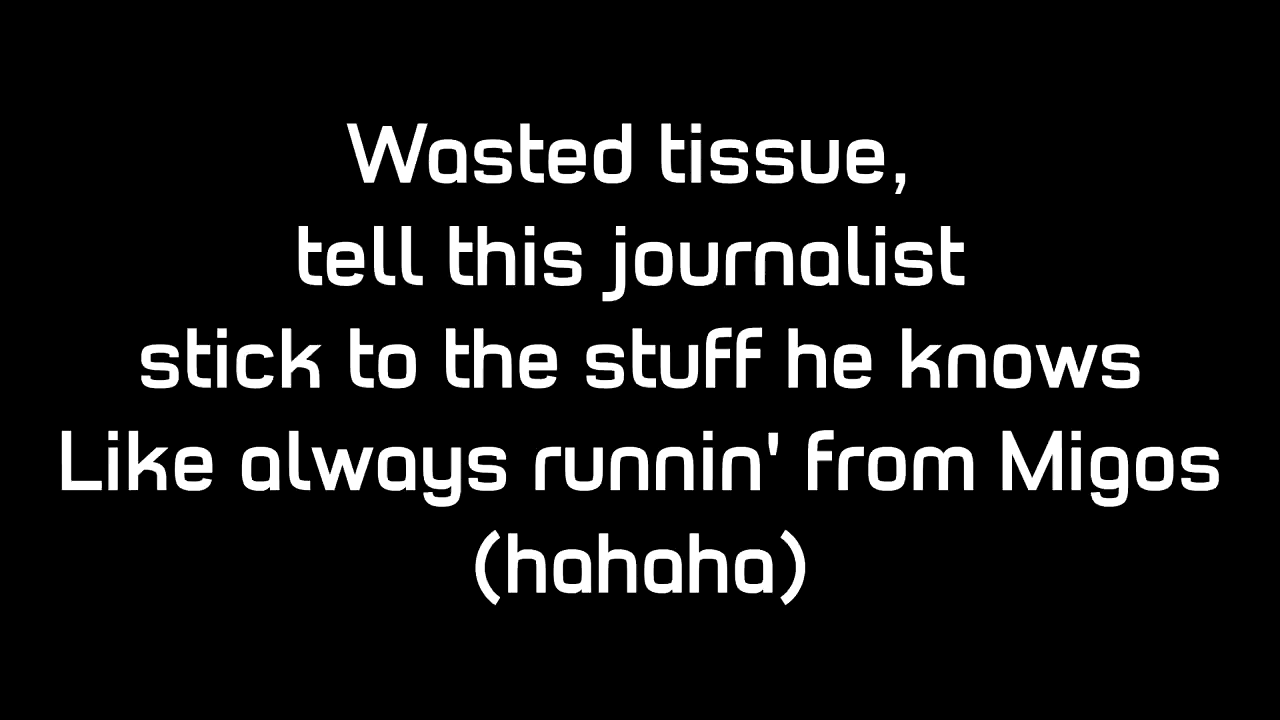 Wasted tissue,
tell this journalist
stick to the stuff he knows
Like always runnin' from Migos
(hahaha)